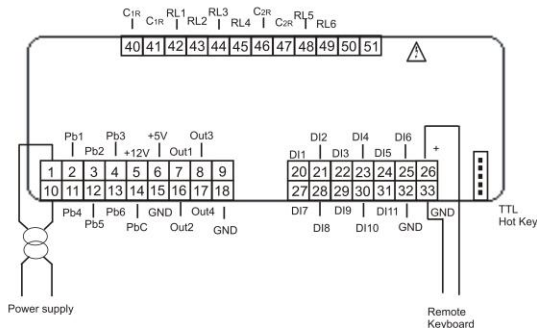 C1R RL1 RL3 C2R RL5
C1R RL2 RL4 C2R RL6
40 41 42 43 44 45 46 47 48 49 50 51
Pb1 Pb3 +5V Out3 DI2 DI4 DI6
Pb2 +12V Out1 DI1 DI3 DI5 +
1 2 3 4 5 6 7 8 9 20 21 22 23 24 25 26
10 11 12 13 14 15 16 17 18 27 28 29 30 31 32 33
Pb4 Pb6 GND Out4 DI7 DI9 DI11 GND
Pb5 PbC Out2 GND DI8 DI10 GND
TTL
Hot Key
Power supply
Remote
Keyboard